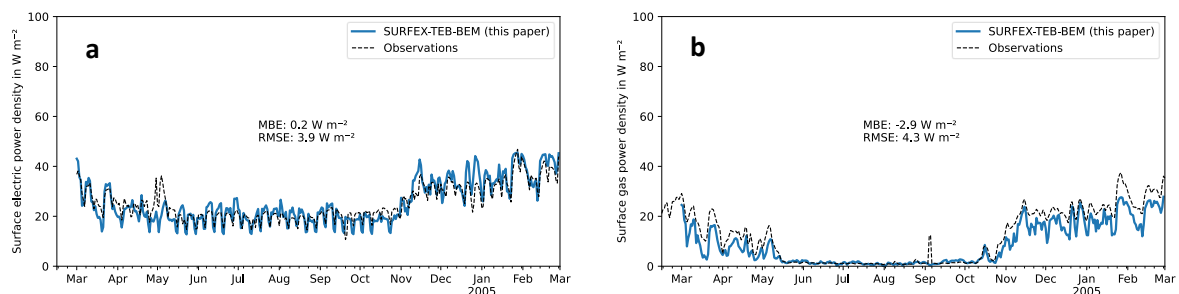 a
SURFEX-TEB-BEM (this paper)
Observations
MBE: 0.2 W m⁻²
RMSE: 3.9 W m⁻²
Surface electric power density in W m⁻²
100
80
60
40
20
0
Mar Apr May Jun Jul Aug Sep Oct Nov Dec Jan Feb Mar
2005
b
SURFEX-TEB-BEM (this paper)
Observations
MBE: -2.9 W m⁻²
RMSE: 4.3 W m⁻²
Surface gas power density in W m⁻²
100
80
60
40
20
0
Mar Apr May Jun Jul Aug Sep Oct Nov Dec Jan Feb Mar
2005